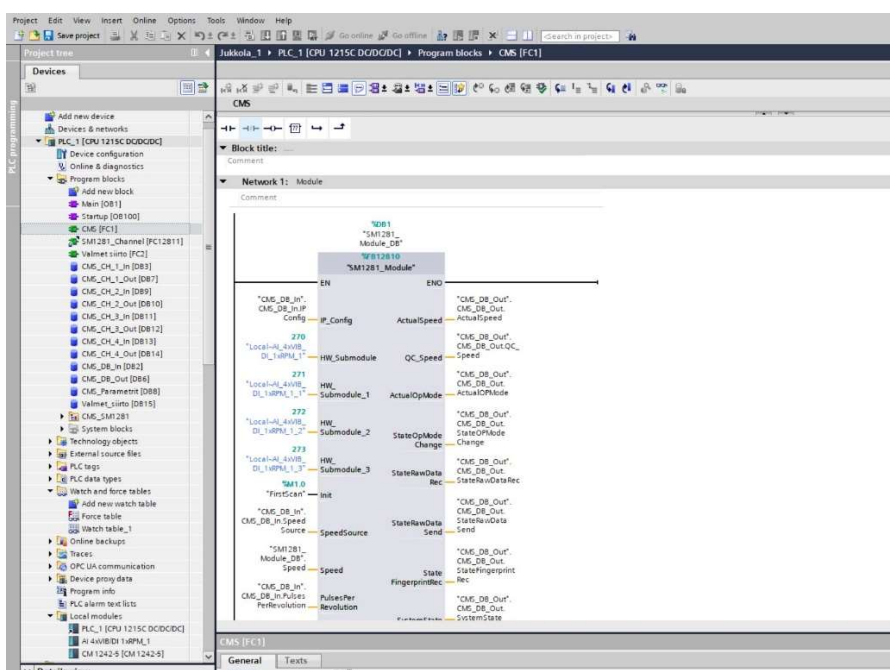 Project Edit View Insert Online Options Tools Window Help
Save project Go online Go offline <Search in project>
Project tree
Jukkola_1 PLC_1 [CPU 1215C DC/DC/DC] Program blocks CMS [FC1]
Devices
PLC programming
Add new device
Devices & networks
PLC_1 [CPU 1215C DC/DC/DC]
Device configuration
Online & diagnostics
Program blocks
Add new block
Main [OB1]
Startup [OB100]
CMS [FC1]
SM1281_Channel [FC12811]
Valmet siirto [FC2]
CMS_CH_1_In [DB3]
CMS_CH_1_Out [DB7]
CMS_CH_2_In [DB9]
CMS_CH_2_Out [DB10]
CMS_CH_3_In [DB11]
CMS_CH_3_Out [DB12]
CMS_CH_4_In [DB13]
CMS_CH_4_Out [DB14]
CMS_DB_In [DB2]
CMS_DB_Out [DB6]
CMS_Parametrit [DB8]
Valmet_siirto [DB15]
CMS_SM1281
System blocks
Technology objects
External source files
PLC tags
PLC data types
Watch and force tables
Add new watch table
Force table
Watch table_1
Online backups
Traces
OPC UA communication
Device proxy data
Program info
PLC alarm text lists
Local modules
PLC_1 [CPU 1215C DC/DC/DC]
AI 4xVIB/DI 1xRPM_1
CM 1242-5 [CM 1242-5]
CMS
Block title: .....
Comment
Network 1: Module
Comment
%DB1
"SM1281_
Module_DB"
%FB12810
"SM1281_Module"
EN ENO
"CMS_DB_In".
CMS_DB_In.IP
Config IP_Config
270
"Local~AI_4xVIB_
DI_1xRPM_1" HW_Submodule
271
"Local~AI_4xVIB_
DI_1xRPM_1_1" HW_
Submodule_1
272
"Local~AI_4xVIB_
DI_1xRPM_1_2" HW_
Submodule_2
273
"Local~AI_4xVIB_
DI_1xRPM_1_3" HW_
Submodule_3
%M1.0
"FirstScan" Init
"CMS_DB_In".
CMS_DB_In.Speed
Source SpeedSource
"SM1281_
Module_DB".
Speed Speed
"CMS_DB_In".
CMS_DB_In.Pulses
PerRevolution PulsesPer
Revolution
ActualSpeed "CMS_DB_Out".
CMS_DB_Out.
ActualSpeed
QC_Speed "CMS_DB_Out".
CMS_DB_Out.QC_
Speed
ActualOpMode "CMS_DB_Out".
CMS_DB_Out.
ActualOPMode
StateOpMode
Change "CMS_DB_Out".
CMS_DB_Out.
StateOPMode
Change
StateRawData
Rec "CMS_DB_Out".
CMS_DB_Out.
StateRawDataRec
StateRawData
Send "CMS_DB_Out".
CMS_DB_Out.
StateRawData
Send
State
FingerprintRec "CMS_DB_Out".
CMS_DB_Out.
StateFingerprint
Rec
SystemState "CMS_DB_Out".
CMS_DB_Out.
SystemState
CMS [FC1]
General Texts